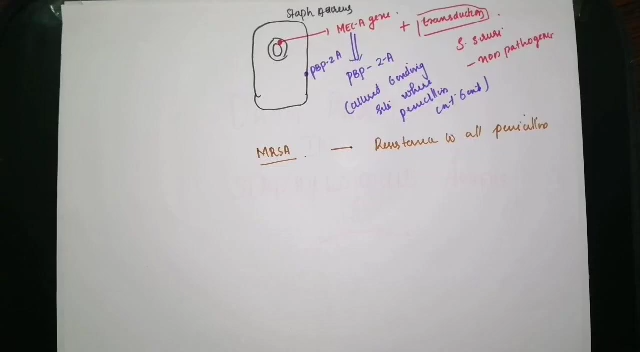 Staph Aureus
MEC-A gene. + transduction
S. sciuri
- non pathogenic
PBP-2A
PBP-2-A
(altered binding
site where
penicillin
can't bind)
MRSA — Resistance to all penicillins